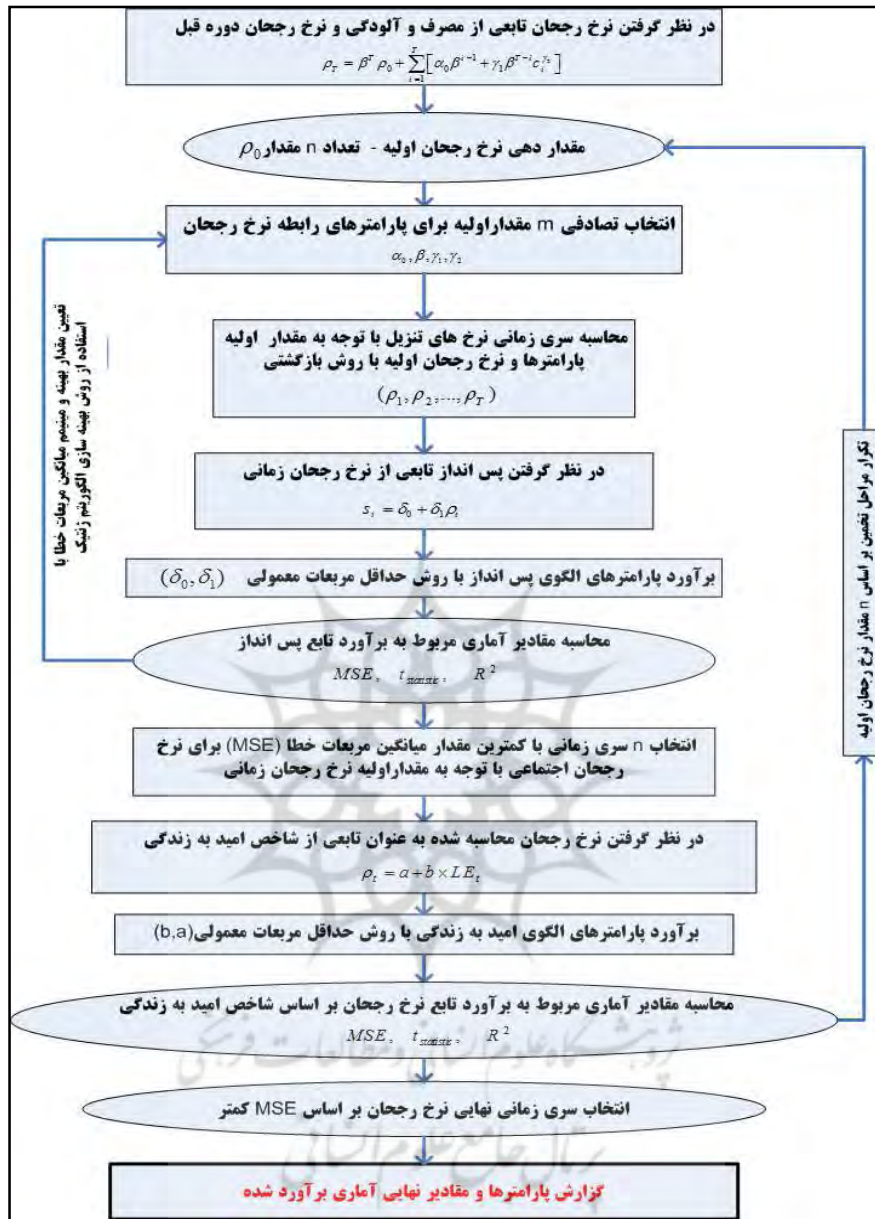 در نظر گرفتن نرخ رجحان تابعی از مصرف و آلودگی و نرخ رجحان دوره قبل
ρ_T = β^T ρ_0 + Σ_{i=1}^{T} [α_0 β^{i-1} + γ_1 β^{T-i} c_i^{γ_2}]
مقدار دهی نرخ رجحان اولیه - تعداد n مقدار ρ_0
انتخاب تصادفی m مقداراولیه برای پارامترهای رابطه نرخ رجحان
α_0, β, γ_1, γ_2
محاسبه سری زمانی نرخ های تنزیل با توجه به مقدار اولیه
پارامترها و نرخ رجحان اولیه با روش بازگشتی
(ρ_1, ρ_2, ..., ρ_T)
در نظر گرفتن پس انداز تابعی از نرخ رجحان زمانی
s_t = δ_0 + δ_1 ρ_t
برآورد پارامترهای الگوی پس انداز با روش حداقل مربعات معمولی (δ_0, δ_1)
محاسبه مقادیر آماری مربوط به برآورد تابع پس انداز
MSE, t_statistic, R^2
تعیین مقدار بهینه و مینیمم میانگین مربعات خطا با
استفاده از روش بهینه سازی الگوریتم ژنتیک
انتخاب n سری زمانی با کمترین مقدار میانگین مربعات خطا (MSE) برای نرخ
رجحان اجتماعی با توجه به مقداراولیه نرخ رجحان زمانی
در نظر گرفتن نرخ رجحان محاسبه شده به عنوان تابعی از شاخص امید به زندگی
ρ_t = a + b × LE_t
برآورد پارامترهای الگوی امید به زندگی با روش حداقل مربعات معمولی(b,a)
محاسبه مقادیر آماری مربوط به برآورد تابع نرخ رجحان بر اساس شاخص امید به زندگی
MSE, t_statistic, R^2
تکرار مراحل تخمین بر اساس n مقدار نرخ رجحان اولیه
انتخاب سری زمانی نهایی نرخ رجحان بر اساس MSE کمتر
گزارش پارامترها و مقادیر نهایی آماری برآورد شده
پژوهشگاه علوم انسانی و مطالعات فرهنگی
پرتال جامع علوم انسانی